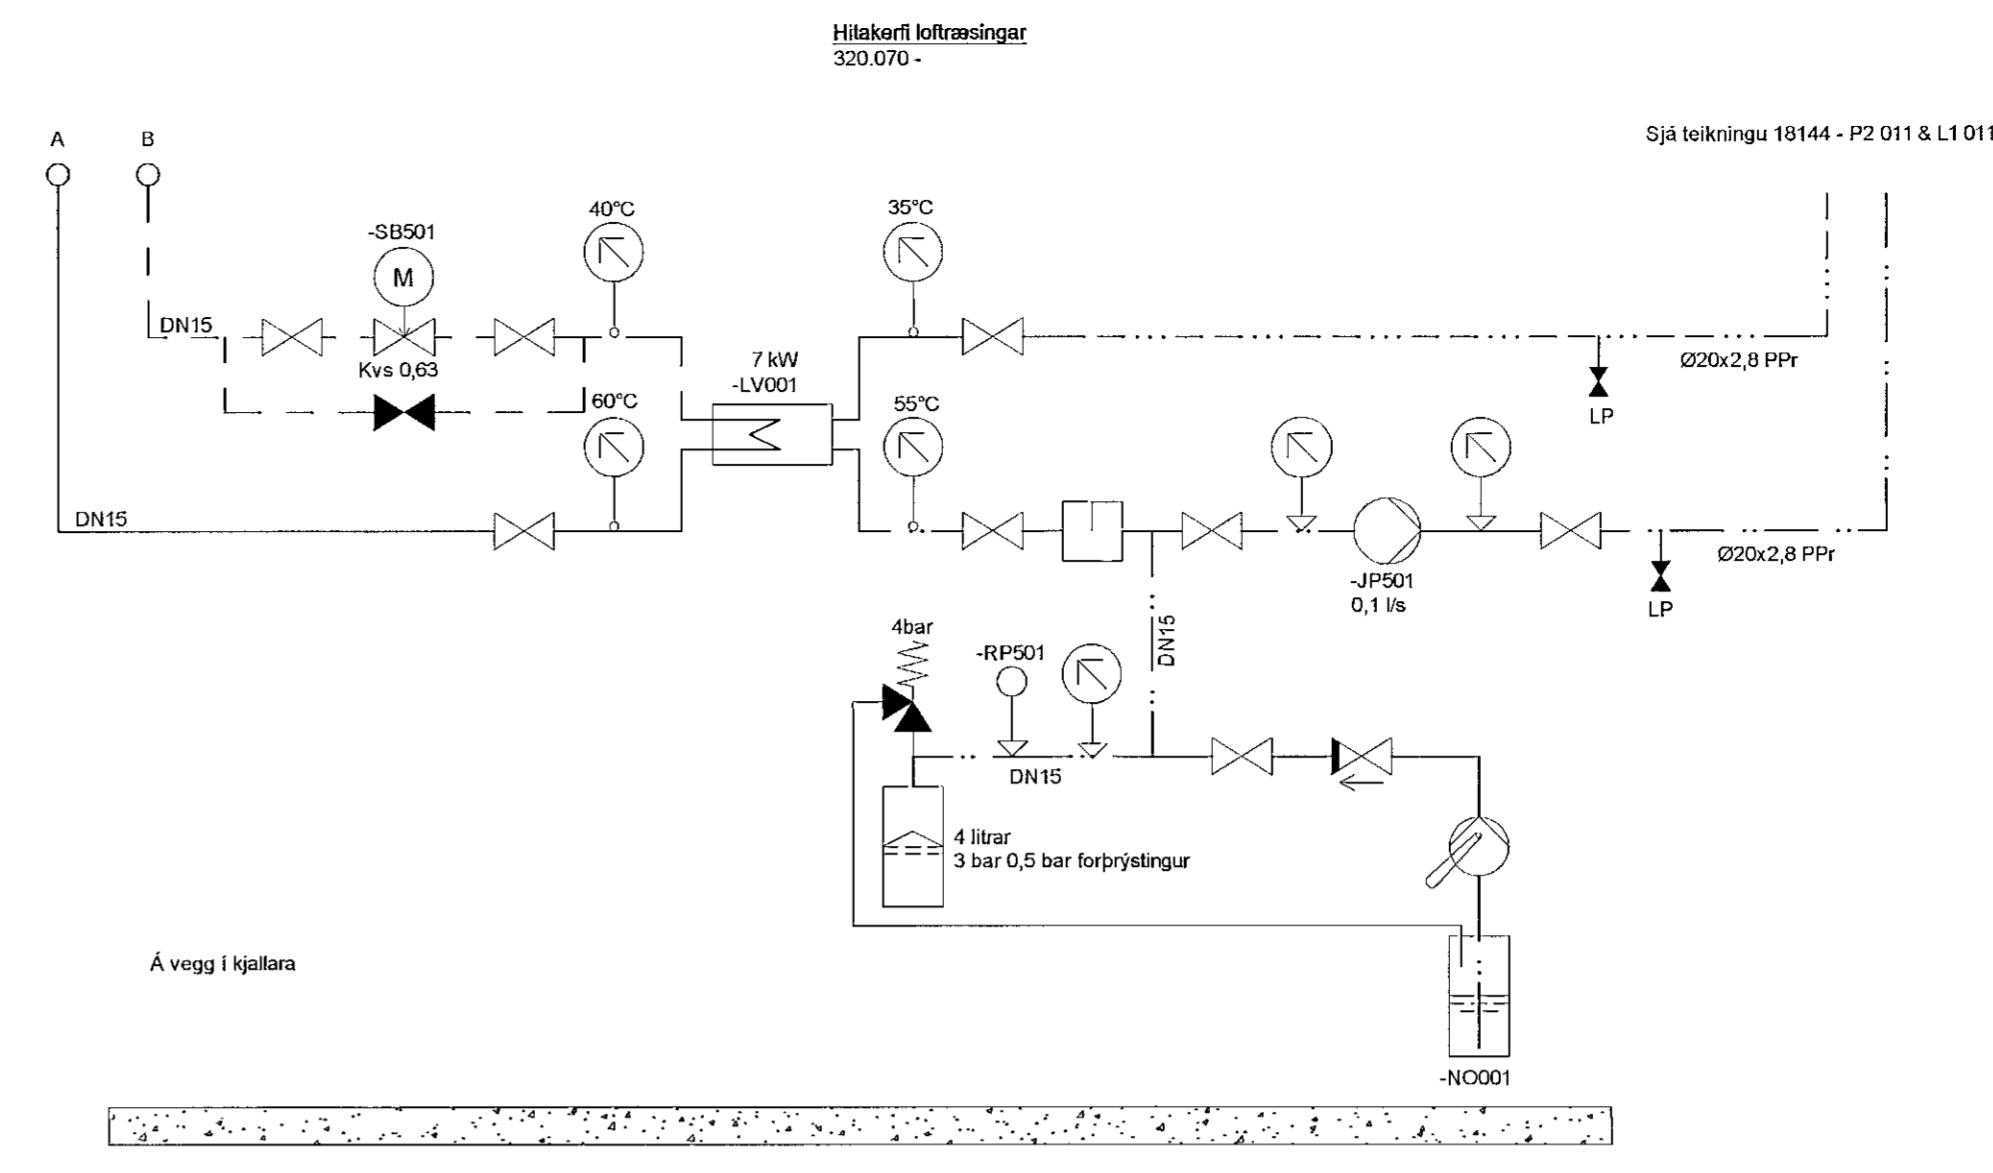 Hitakerfi loftræsingar
320.070 -
Sjá teikningu 18144 - P2 011 & L1 011
A
B
40°C
35°C
-SB501
M
DN15
Kvs 0,63
7 kW
-LV001
Ø20x2,8 PPr
LP
60°C
55°C
DN15
Ø20x2,8 PPr
-JP501
0,1 l/s
LP
4bar
-RP501
DN15
DN15
4 litrar
3 bar 0,5 bar forþrýstingur
Á vegg í kjallara
-NO001